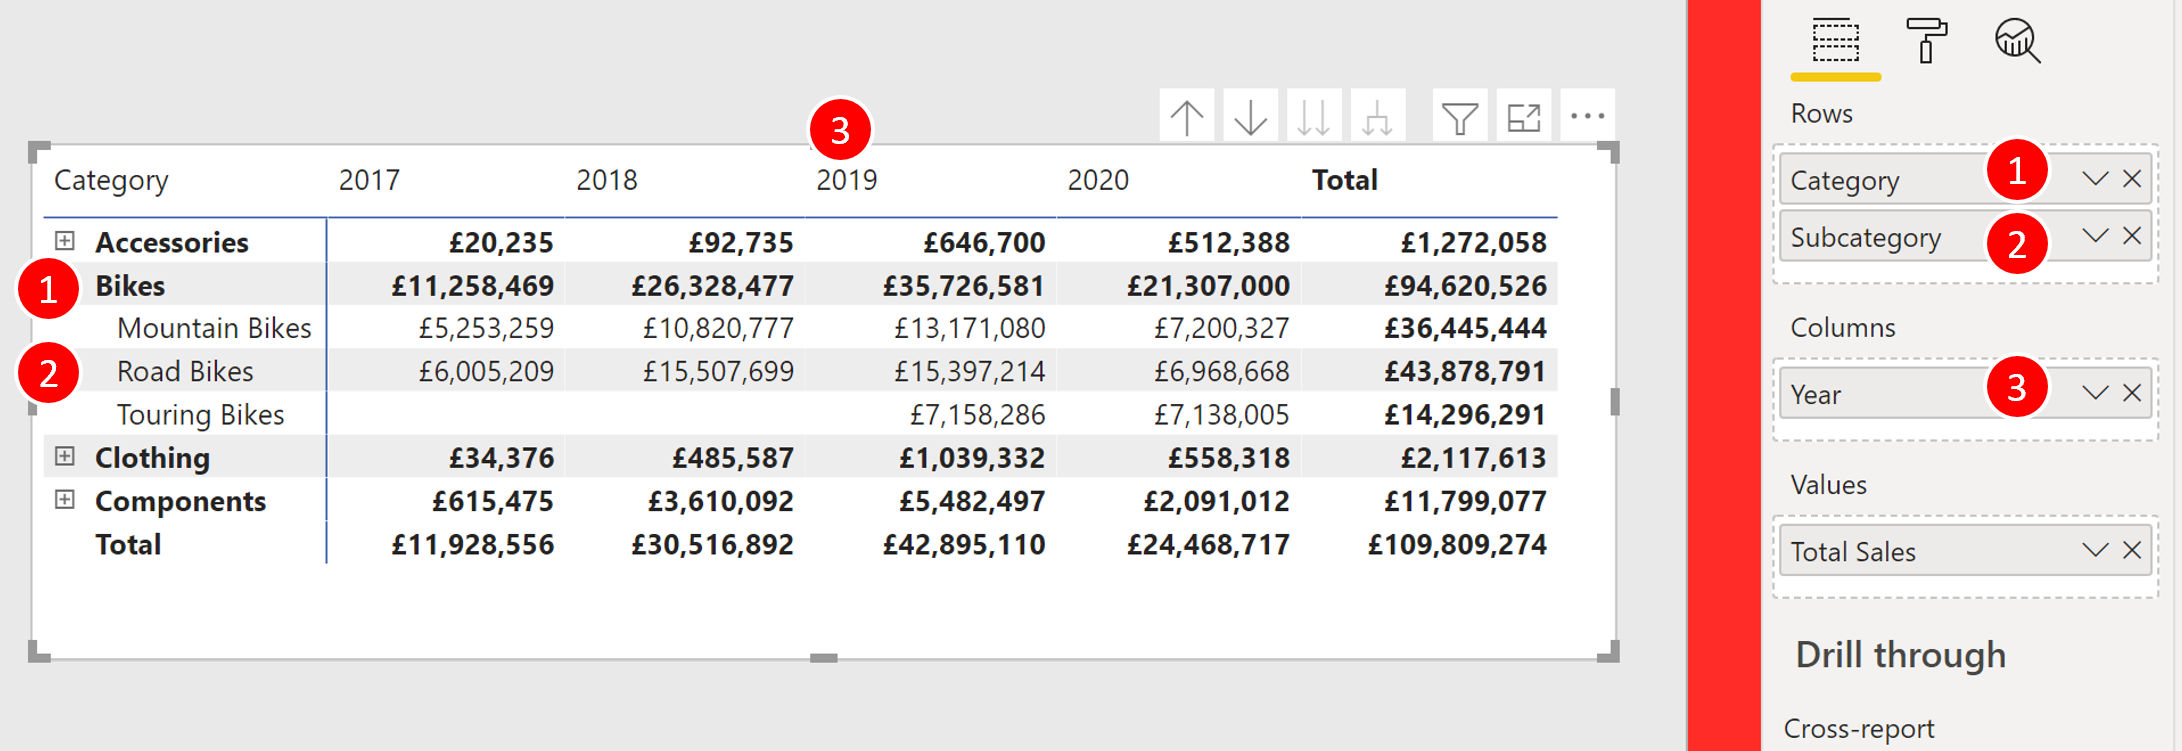 3
Category 2017 2018 2019 2020 Total
Accessories £20,235 £92,735 £646,700 £512,388 £1,272,058
1 Bikes £11,258,469 £26,328,477 £35,726,581 £21,307,000 £94,620,526
Mountain Bikes £5,253,259 £10,820,777 £13,171,080 £7,200,327 £36,445,444
2 Road Bikes £6,005,209 £15,507,699 £15,397,214 £6,968,668 £43,878,791
Touring Bikes £7,158,286 £7,138,005 £14,296,291
Clothing £34,376 £485,587 £1,039,332 £558,318 £2,117,613
Components £615,475 £3,610,092 £5,482,497 £2,091,012 £11,799,077
Total £11,928,556 £30,516,892 £42,895,110 £24,468,717 £109,809,274
Rows
Category 1
Subcategory 2
Columns
Year 3
Values
Total Sales
Drill through
Cross-report